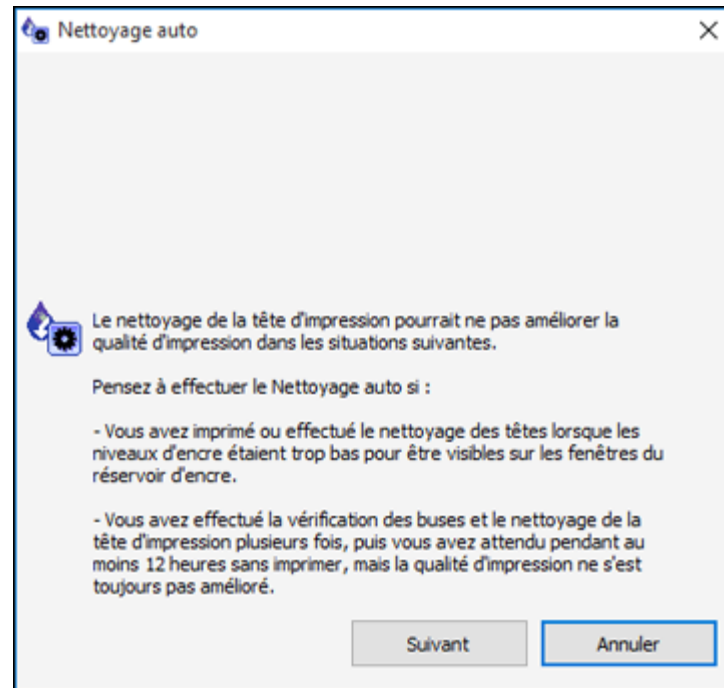 Nettoyage auto
Le nettoyage de la tête d'impression pourrait ne pas améliorer la
qualité d'impression dans les situations suivantes.
Pensez à effectuer le Nettoyage auto si :
- Vous avez imprimé ou effectué le nettoyage des têtes lorsque les
niveaux d'encre étaient trop bas pour être visibles sur les fenêtres du
réservoir d'encre.
- Vous avez effectué la vérification des buses et le nettoyage de la
tête d'impression plusieurs fois, puis vous avez attendu pendant au
moins 12 heures sans imprimer, mais la qualité d'impression ne s'est
toujours pas amélioré.
Suivant
Annuler